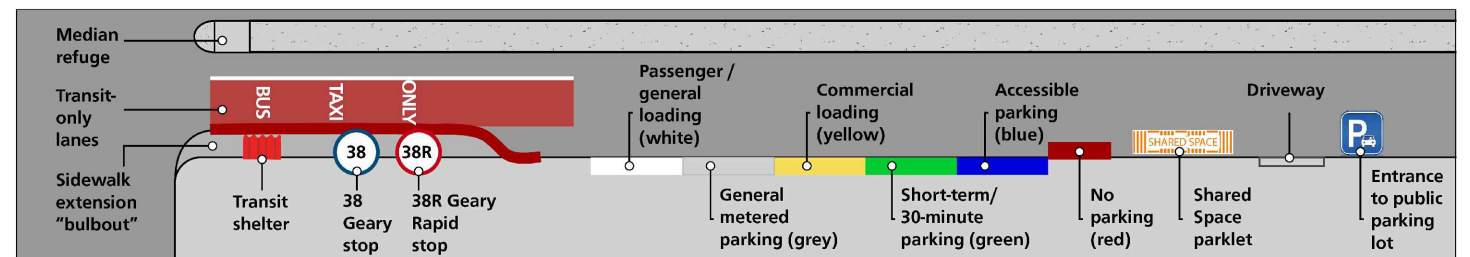 Median
refuge
Transit-
only
lanes
Sidewalk
extension
“bulbout”
BUS
TAXI
ONLY
Transit
shelter
38
38
Geary
stop
38R
38R Geary
Rapid
stop
Passenger /
general
loading
(white)
General
metered
parking (grey)
Commercial
loading
(yellow)
Short-term/
30-minute
parking (green)
Accessible
parking
(blue)
No
parking
(red)
SHARED SPACE
Shared
Space
parklet
Driveway
P
Entrance
to public
parking
lot